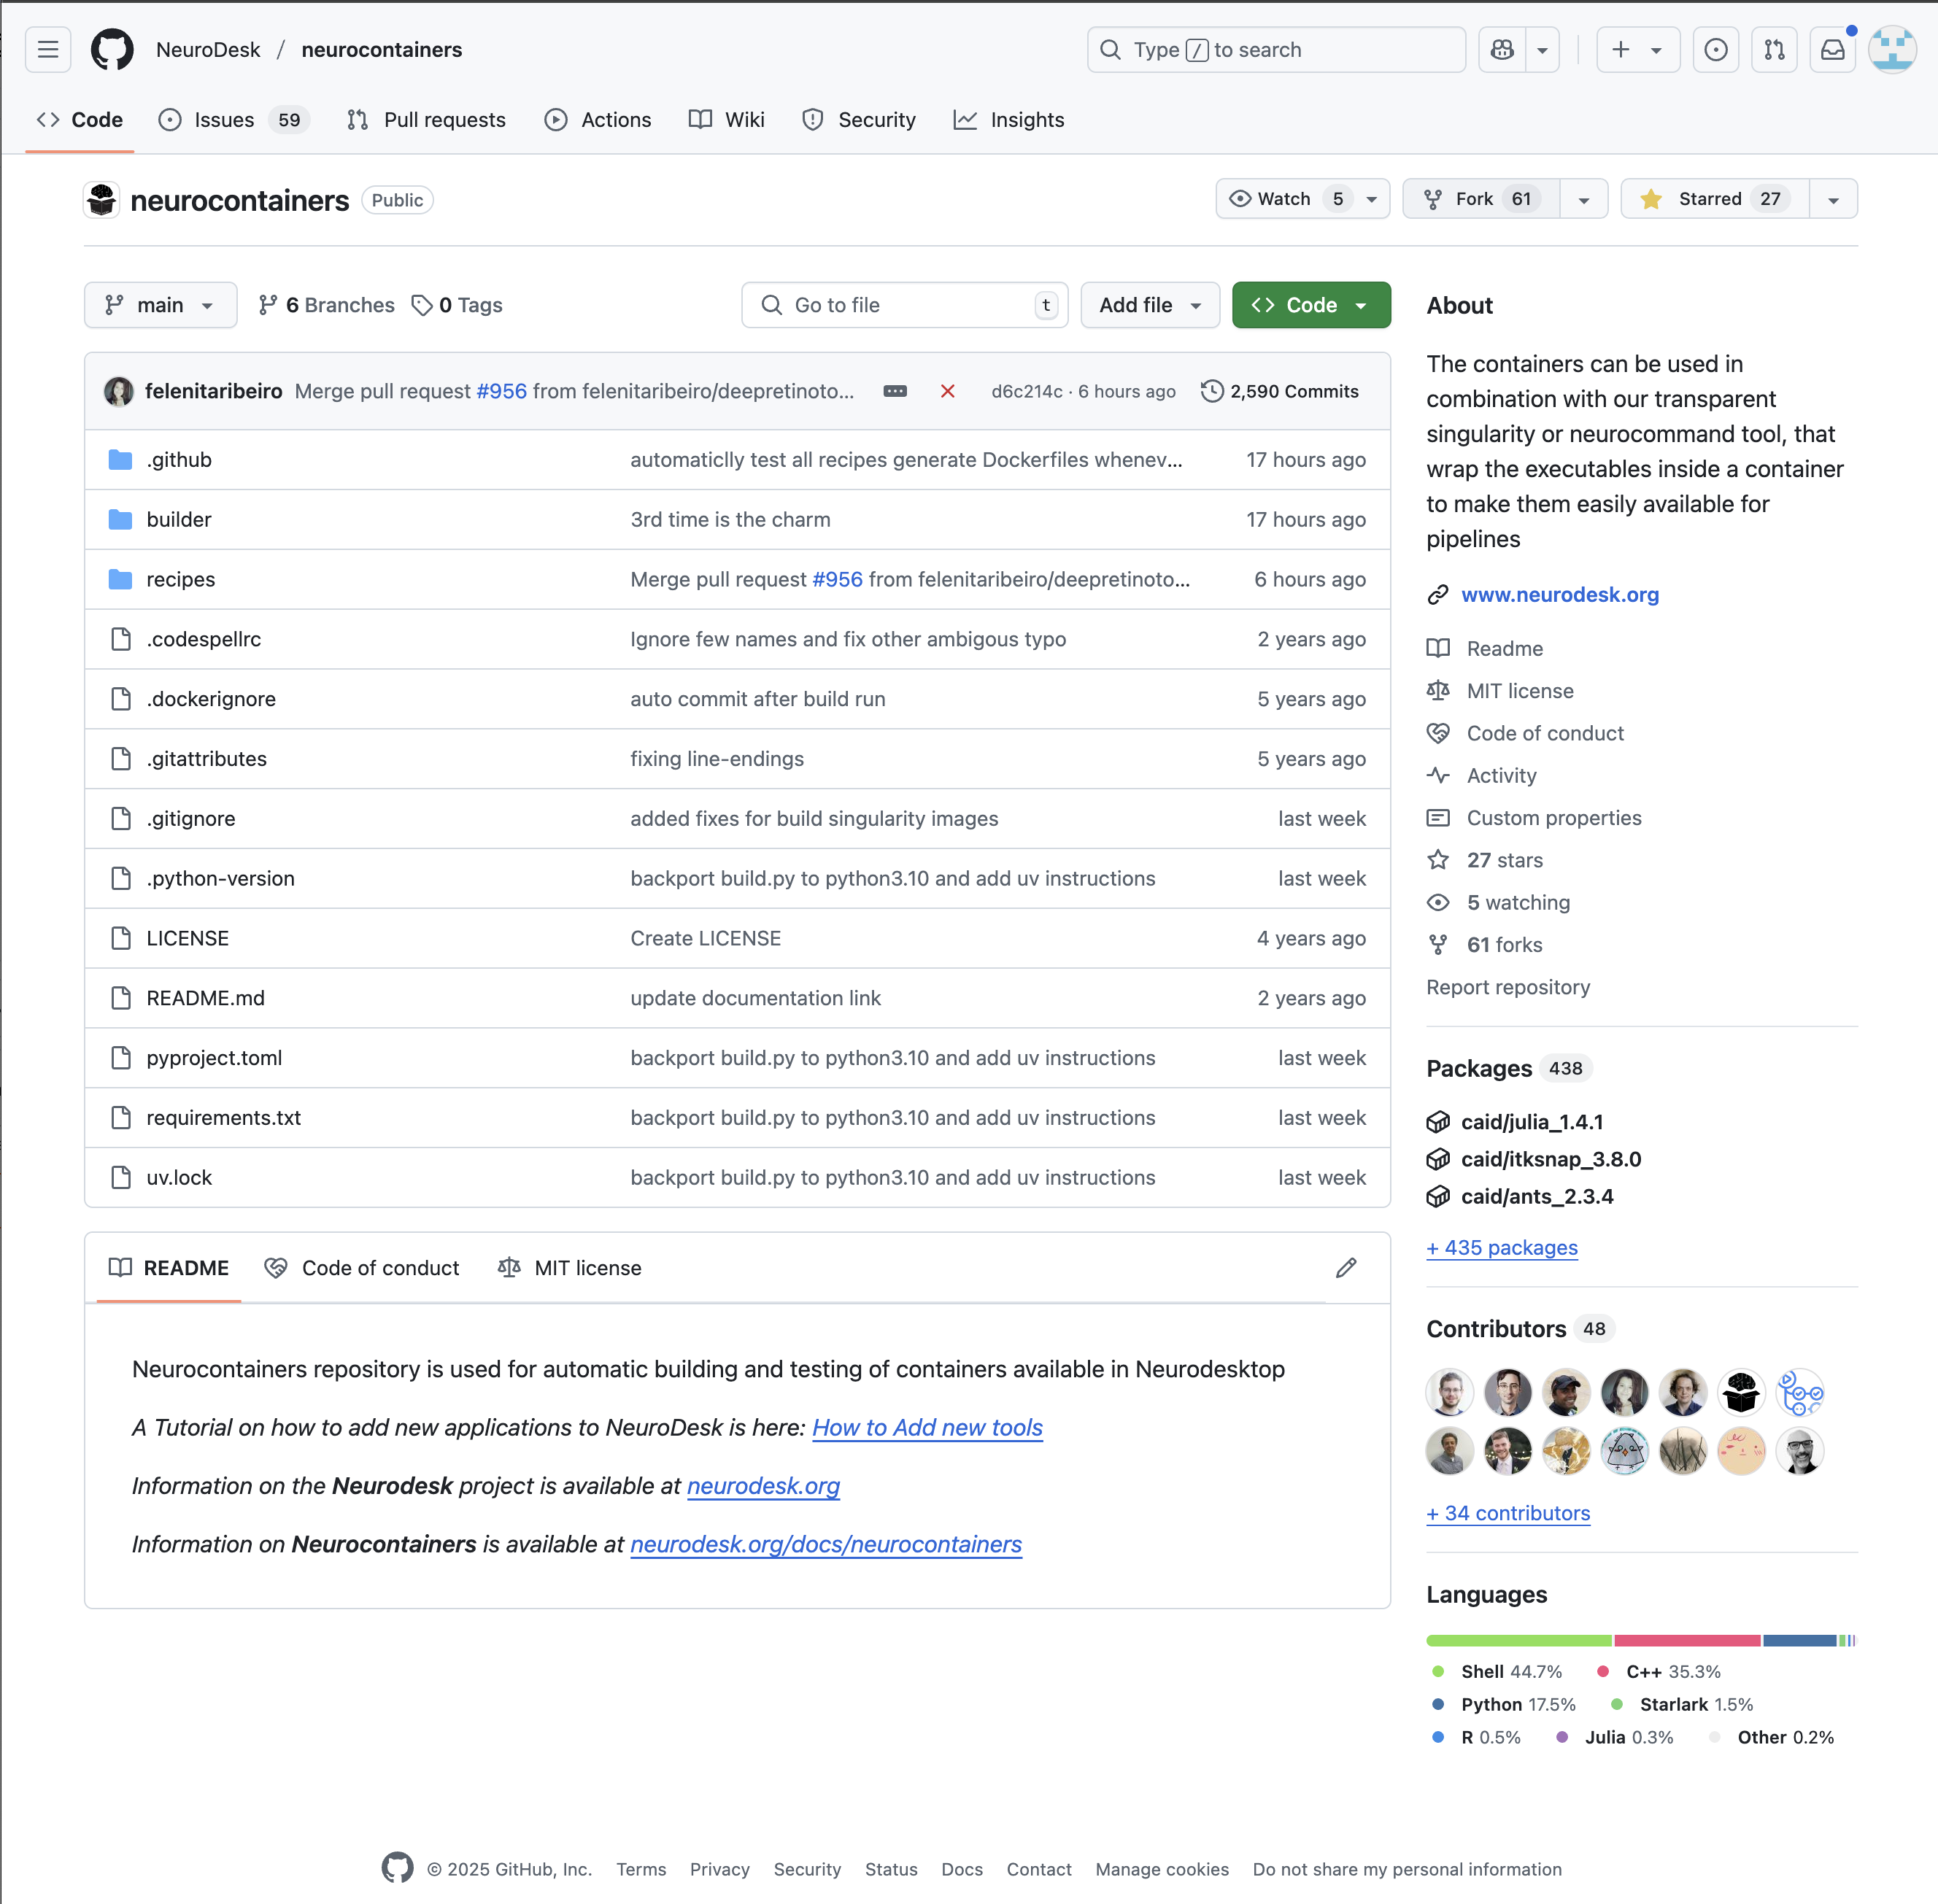 NeuroDesk / neurocontainers
Type / to search
Code Issues 59 Pull requests Actions Wiki Security Insights
neurocontainers Public
Watch 5 Fork 61 Starred 27
main 6 Branches 0 Tags
Go to file t Add file Code
felenitaribeiro Merge pull request #956 from felenitaribeiro/deepretinoto... d6c214c · 6 hours ago 2,590 Commits
.github automaticlly test all recipes generate Dockerfiles whenev... 17 hours ago
builder 3rd time is the charm 17 hours ago
recipes Merge pull request #956 from felenitaribeiro/deepretinoto... 6 hours ago
.codespellrc Ignore few names and fix other ambigous typo 2 years ago
.dockerignore auto commit after build run 5 years ago
.gitattributes fixing line-endings 5 years ago
.gitignore added fixes for build singularity images last week
.python-version backport build.py to python3.10 and add uv instructions last week
LICENSE Create LICENSE 4 years ago
README.md update documentation link 2 years ago
pyproject.toml backport build.py to python3.10 and add uv instructions last week
requirements.txt backport build.py to python3.10 and add uv instructions last week
uv.lock backport build.py to python3.10 and add uv instructions last week
README Code of conduct MIT license
Neurocontainers repository is used for automatic building and testing of containers available in Neurodesktop
A Tutorial on how to add new applications to NeuroDesk is here: How to Add new tools
Information on the Neurodesk project is available at neurodesk.org
Information on Neurocontainers is available at neurodesk.org/docs/neurocontainers
About
The containers can be used in
combination with our transparent
singularity or neurocommand tool, that
wrap the executables inside a container
to make them easily available for
pipelines
www.neurodesk.org
Readme
MIT license
Code of conduct
Activity
Custom properties
27 stars
5 watching
61 forks
Report repository
Packages 438
caid/julia_1.4.1
caid/itksnap_3.8.0
caid/ants_2.3.4
+ 435 packages
Contributors 48
+ 34 contributors
Languages
Shell 44.7% C++ 35.3%
Python 17.5% Starlark 1.5%
R 0.5% Julia 0.3% Other 0.2%
© 2025 GitHub, Inc. Terms Privacy Security Status Docs Contact Manage cookies Do not share my personal information